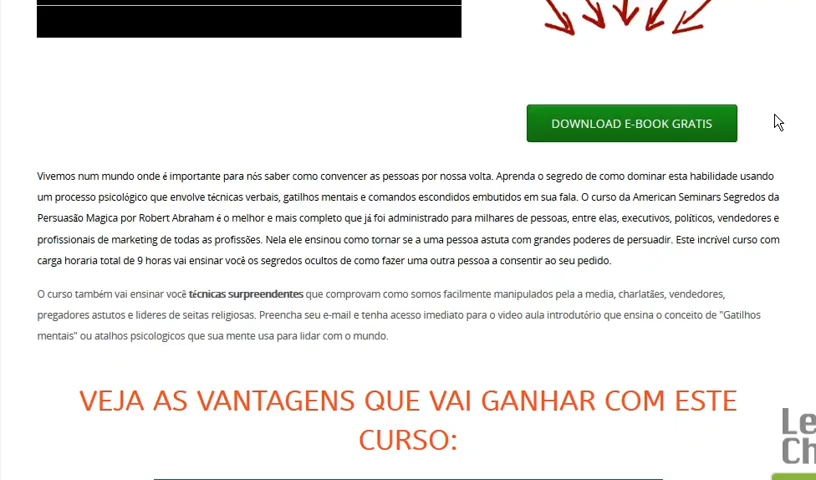 DOWNLOAD E-BOOK GRATIS
Vivemos num mundo onde é importante para nós saber como convencer as pessoas por nossa volta. Aprenda o segredo de como dominar esta habilidade usando
um processo psicológico que envolve técnicas verbais, gatilhos mentais e comandos escondidos embutidos em sua fala. O curso da American Seminars Segredos da
Persuasão Magica por Robert Abraham é o melhor e mais completo que já foi administrado para milhares de pessoas, entre elas, executivos, políticos, vendedores e
profissionais de marketing de todas as profissões. Nela ele ensinou como tornar se a uma pessoa astuta com grandes poderes de persuadir. Este incrível curso com
carga horaria total de 9 horas vai ensinar você os segredos ocultos de como fazer uma outra pessoa a consentir ao seu pedido.
O curso também vai ensinar você técnicas surpreendentes que comprovam como somos facilmente manipulados pela a media, charlatães, vendedores,
pregadores astutos e lideres de seitas religiosas. Preencha seu e-mail e tenha acesso imediato para o video aula introdutório que ensina o conceito de "Gatilhos
mentais" ou atalhos psicologicos que sua mente usa para lidar com o mundo.
VEJA AS VANTAGENS QUE VAI GANHAR COM ESTE
CURSO:
Le
Ch